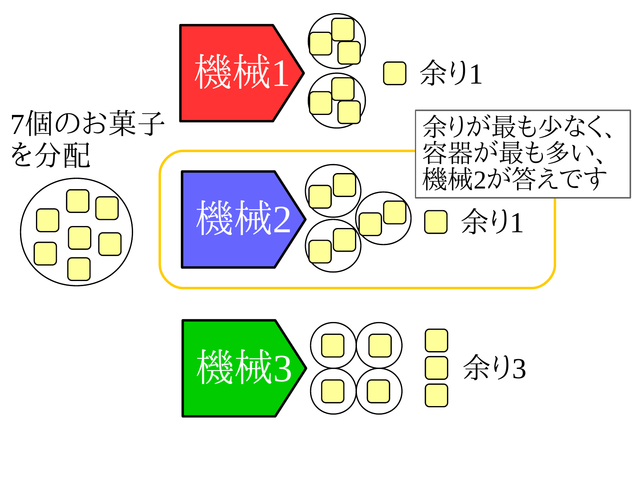 機械1
余り1
7個のお菓子
を分配
余りが最も少なく、
容器が最も多い、
機械2が答えです
機械2
余り1
機械3
余り3